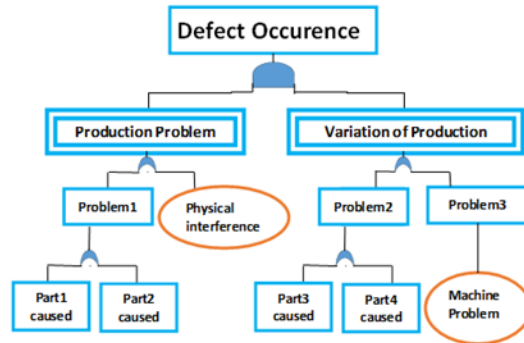 Defect Occurence
Production Problem
Variation of Production
Problem1
Physical
interference
Problem2
Problem3
Part1
caused
Part2
caused
Part3
caused
Part4
caused
Machine
Problem